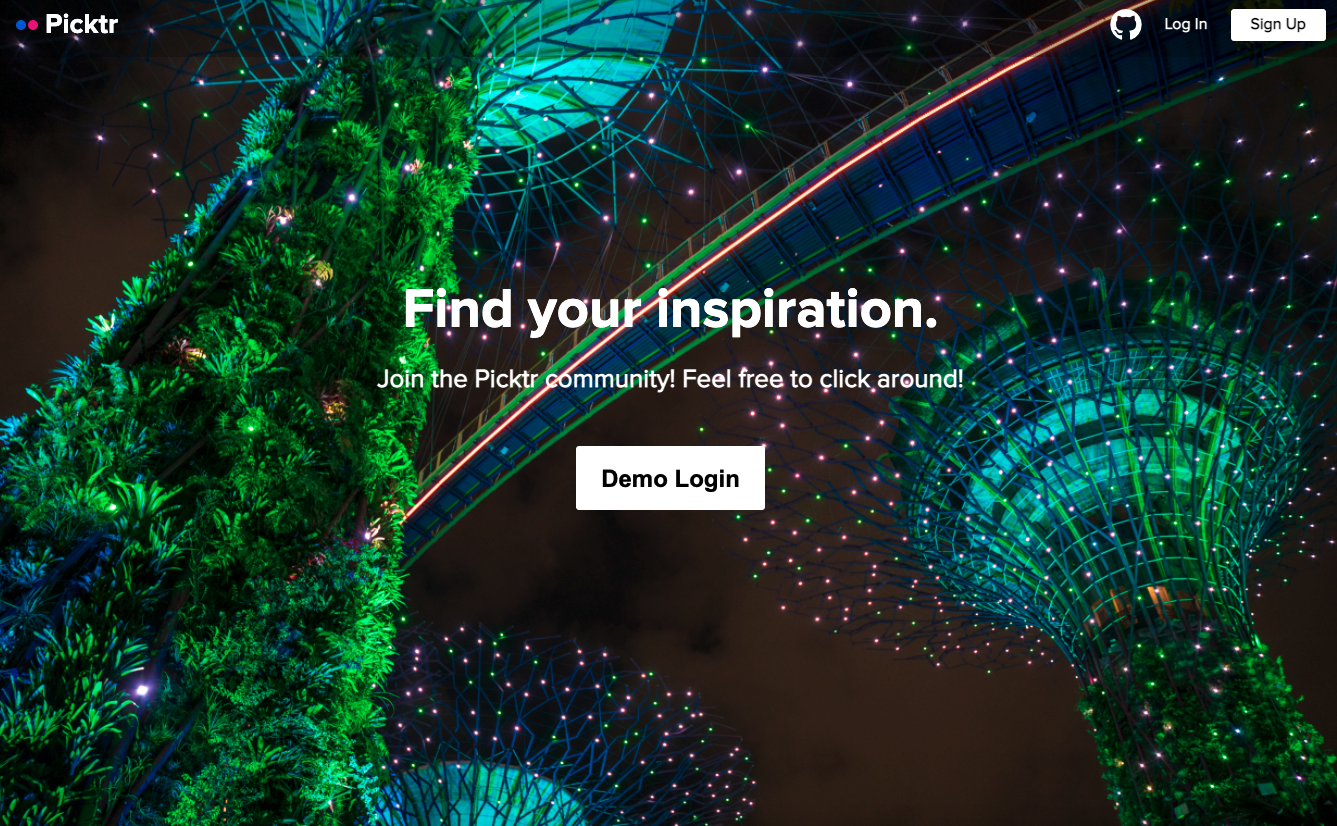 Picktr
Log In
Sign Up
Find your inspiration.
Join the Picktr community! Feel free to click around!
Demo Login